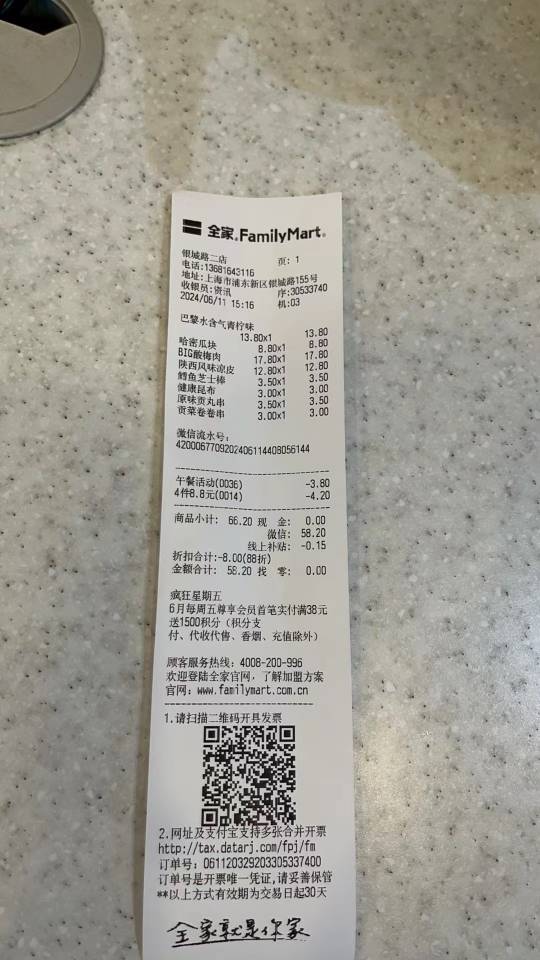 全家 FamilyMart
银城路二店 页: 1
电话:13681643116
地址:上海市浦东新区银城路155号
收银员:资讯 序:30533740
2024/06/11 15:16 机:03
巴黎水含气青柠味
13.80x1 13.80
哈密瓜块 8.80x1 8.80
BIG酸梅肉 17.80x1 17.80
陕西风味凉皮 12.80x1 12.80
鳕鱼芝士棒 3.50x1 3.50
健康昆布 3.00x1 3.00
原味贡丸串 3.50x1 3.50
贡菜卷卷串 3.00x1 3.00
微信流水号:
4200067709202406114408056144
午餐活动(0036) -3.80
4件8.8元(0014) -4.20
商品小计: 66.20 现 金: 0.00
微信: 58.20
线上补贴: -0.15
折扣合计:-8.00(88折)
金额合计: 58.20 找 零: 0.00
疯狂星期五
6月每周五尊享会员首笔实付满38元
送1500积分（积分支
付、代收代售、香烟、充值除外）
顾客服务热线: 4008-200-996
欢迎登陆全家官网，了解加盟方案
官网: www.familymart.com.cn
1.请扫描二维码开具发票
2.网址及支付宝支持多张合并开票
http://tax.datarj.com/fpj/fm
订单号: 061120329203305337400
订单号是开票唯一凭证,请妥善保管
**以上方式有效期为交易日起30天
全家就是你家